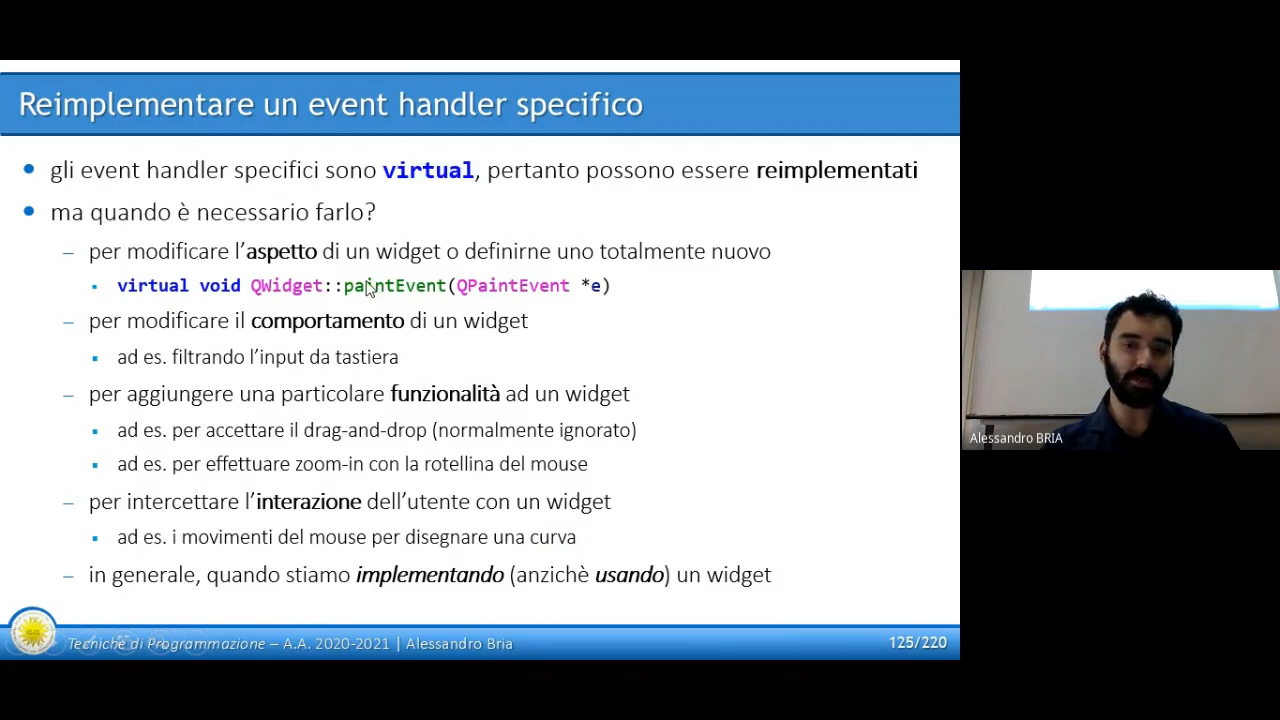 Reimplementare un event handler specifico
gli event handler specifici sono virtual, pertanto possono essere reimplementati
ma quando è necessario farlo?
– per modificare l’aspetto di un widget o definirne uno totalmente nuovo
virtual void QWidget::paintEvent(QPaintEvent *e)
– per modificare il comportamento di un widget
ad es. filtrando l’input da tastiera
– per aggiungere una particolare funzionalità ad un widget
ad es. per accettare il drag-and-drop (normalmente ignorato)
ad es. per effettuare zoom-in con la rotellina del mouse
– per intercettare l’interazione dell’utente con un widget
ad es. i movimenti del mouse per disegnare una curva
– in generale, quando stiamo implementando (anzichè usando) un widget
Tecniche di Programmazione – A.A. 2020-2021 | Alessandro Bria
125/220
Alessandro BRIA